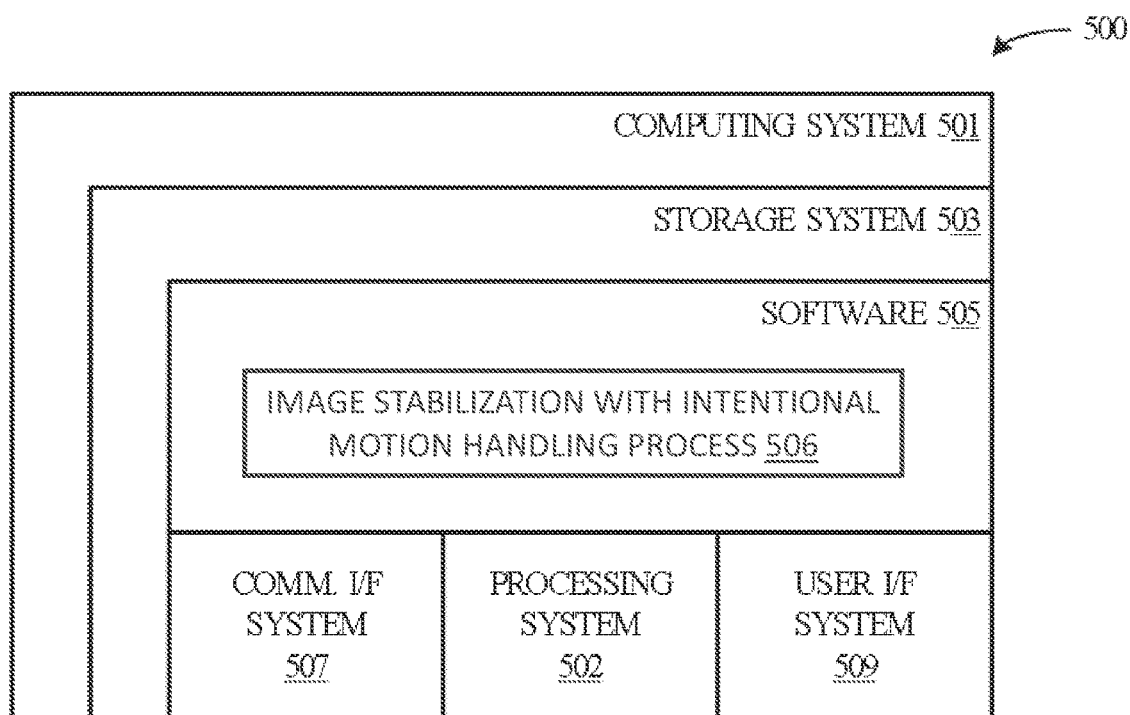 500
COMPUTING SYSTEM 501
STORAGE SYSTEM 503
SOFTWARE 505
IMAGE STABILIZATION WITH INTENTIONAL
MOTION HANDLING PROCESS 506
COMM. I/F
SYSTEM
507
PROCESSING
SYSTEM
502
USER I/F
SYSTEM
509